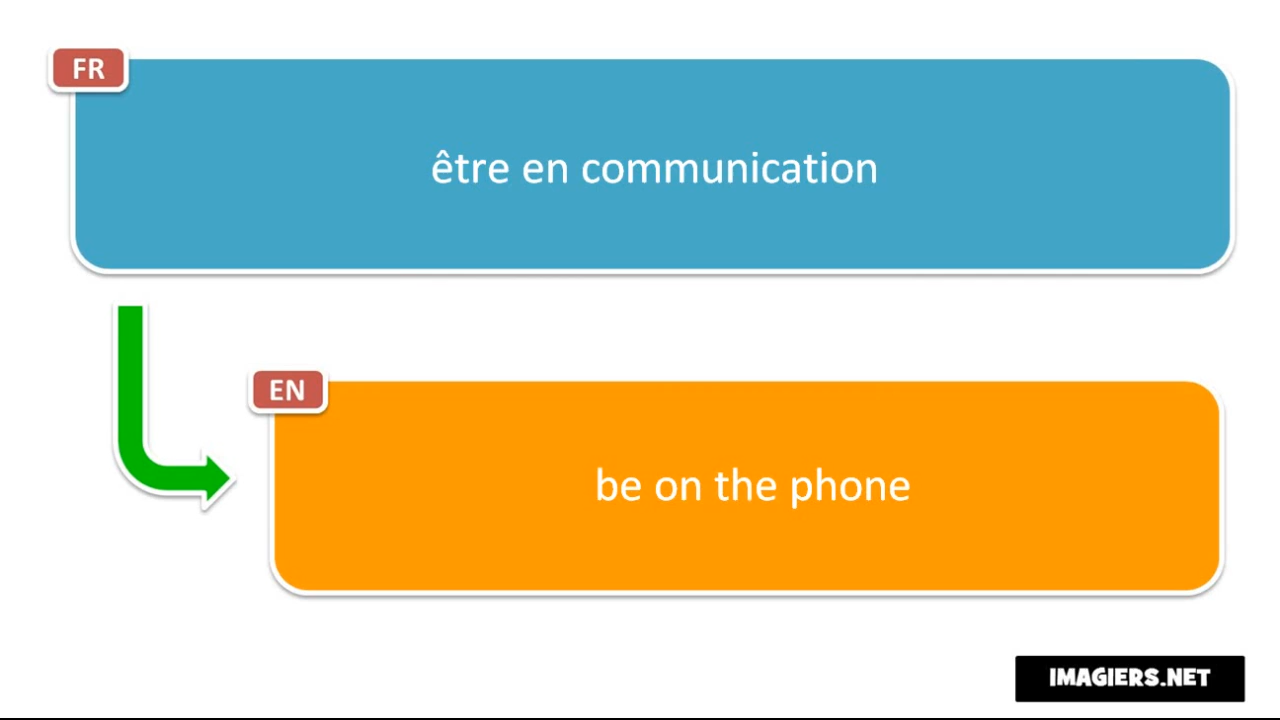 FR
être en communication
EN
be on the phone
IMAGIERS.NET